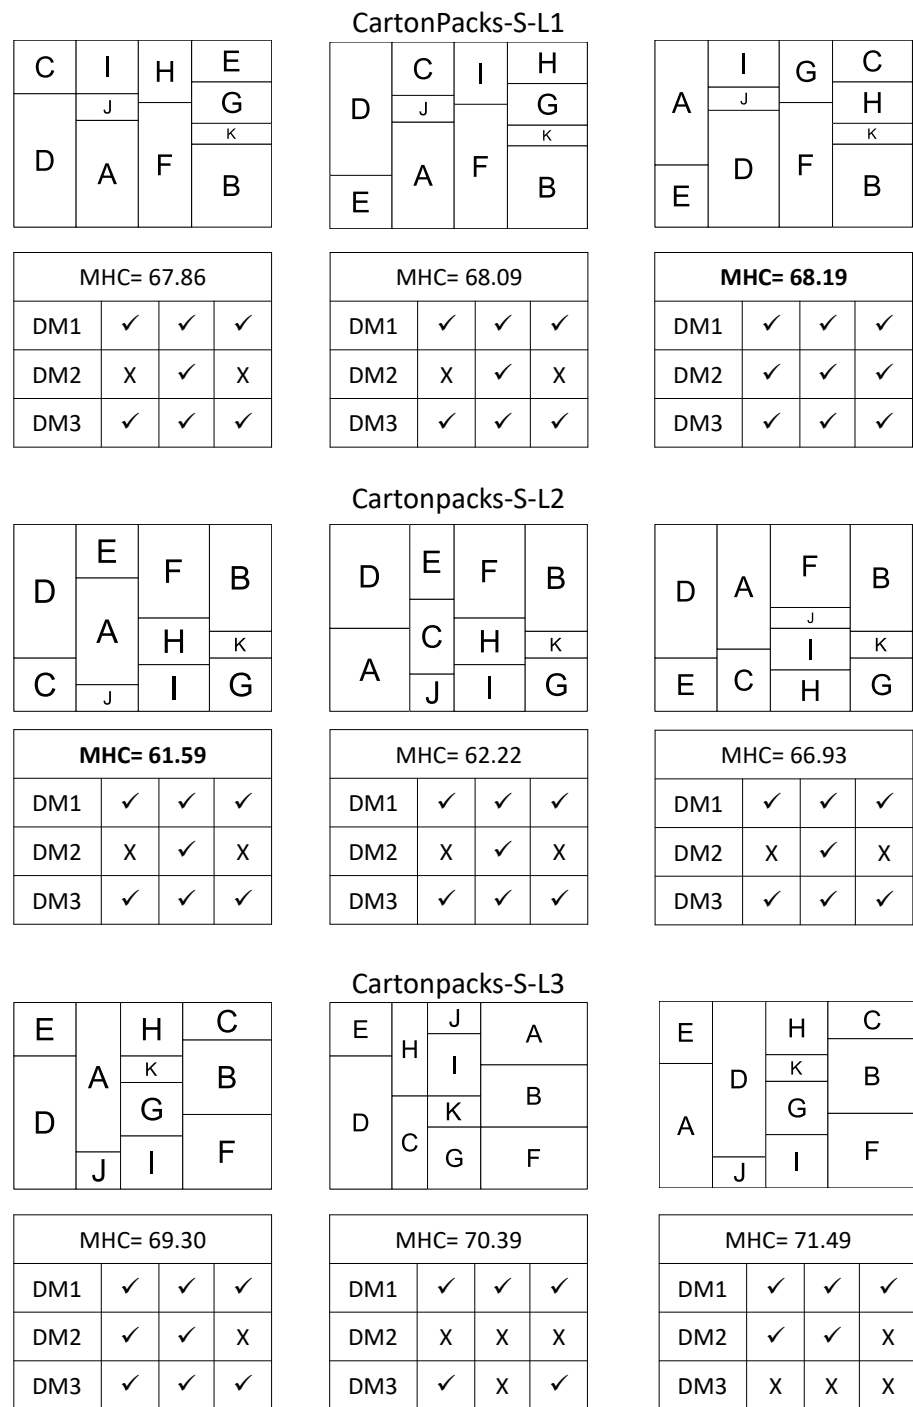 CartonPacks-S-L1
C I H E
J G
K
D A F B
C I H
D J G
K
A F B
E
I G C
A J H
K
D F B
E
MHC= 67.86
DM1 ✓ ✓ ✓
DM2 X ✓ X
DM3 ✓ ✓ ✓
MHC= 68.09
DM1 ✓ ✓ ✓
DM2 X ✓ X
DM3 ✓ ✓ ✓
MHC= 68.19
DM1 ✓ ✓ ✓
DM2 ✓ ✓ ✓
DM3 ✓ ✓ ✓
Cartonpacks-S-L2
E F B
D
A H K
C J I G
D E F B
C H K
A J I G
F B
D A
J
I K
E C H G
MHC= 61.59
DM1 ✓ ✓ ✓
DM2 X ✓ X
DM3 ✓ ✓ ✓
MHC= 62.22
DM1 ✓ ✓ ✓
DM2 X ✓ X
DM3 ✓ ✓ ✓
MHC= 66.93
DM1 ✓ ✓ ✓
DM2 X ✓ X
DM3 ✓ ✓ ✓
Cartonpacks-S-L3
E H C
A K B
D G
J I F
E H J A
I
K B
D C G F
E H C
D K B
A G
J I F
MHC= 69.30
DM1 ✓ ✓ ✓
DM2 ✓ ✓ X
DM3 ✓ ✓ ✓
MHC= 70.39
DM1 ✓ ✓ ✓
DM2 X X X
DM3 ✓ X ✓
MHC= 71.49
DM1 ✓ ✓ ✓
DM2 ✓ ✓ X
DM3 X X X